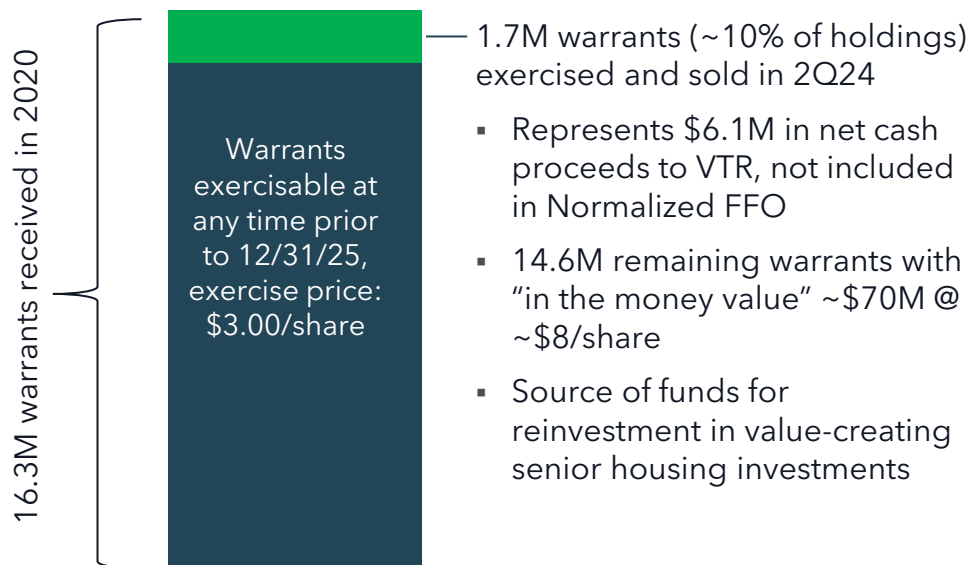 16.3M warrants received in 2020
Warrants
exercisable at
any time prior
to 12/31/25,
exercise price:
$3.00/share
1.7M warrants (~10% of holdings)
exercised and sold in 2Q24
▪ Represents $6.1M in net cash
proceeds to VTR, not included
in Normalized FFO
▪ 14.6M remaining warrants with
“in the money value” ~$70M @
~$8/share
▪ Source of funds for
reinvestment in value-creating
senior housing investments